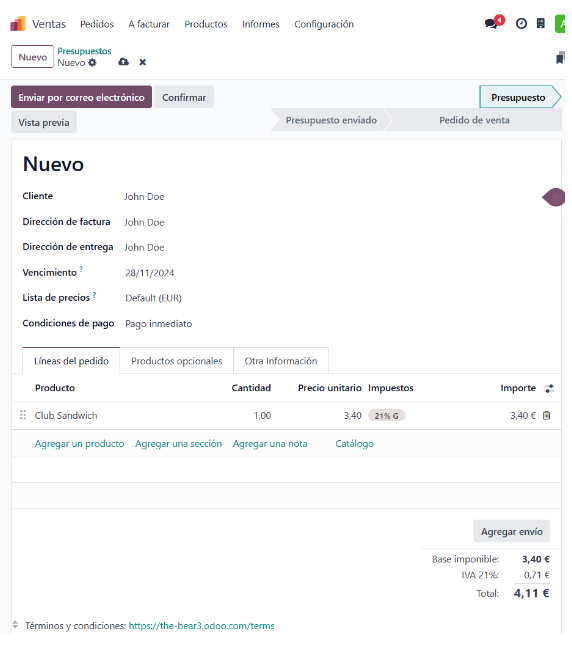 Ventas Pedidos A facturar Productos Informes Configuración 4
Nuevo Presupuestos
Nuevo
Enviar por correo electrónico Confirmar Presupuesto
Vista previa Presupuesto enviado Pedido de venta
Nuevo
Cliente John Doe
Dirección de factura John Doe
Dirección de entrega John Doe
Vencimiento ? 28/11/2024
Lista de precios ? Default (EUR)
Condiciones de pago Pago inmediato
Líneas del pedido Productos opcionales Otra Información
Producto Cantidad Precio unitario Impuestos Importe
Club Sandwich 1,00 3,40 21% G 3,40 €
Agregar un producto Agregar una sección Agregar una nota Catálogo
Agregar envío
Base imponible: 3,40 €
IVA 21%: 0,71 €
Total: 4,11 €
Términos y condiciones: https://the-bear3.odoo.com/terms